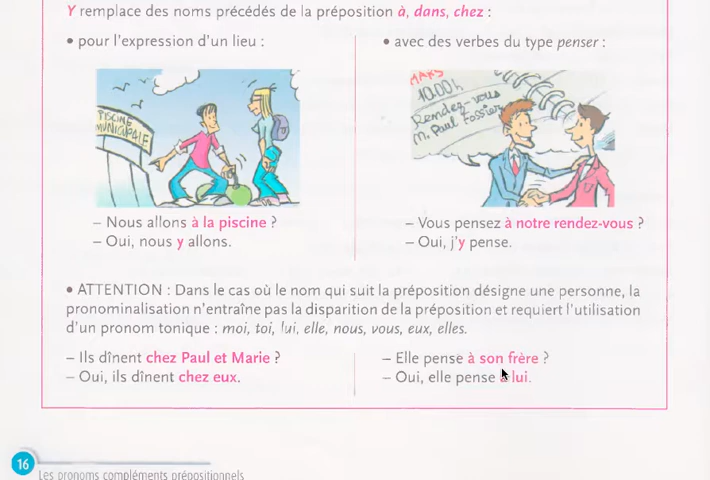 Y remplace des noms précédés de la préposition à, dans, chez :
• pour l'expression d'un lieu :
• avec des verbes du type penser :
PISCINE
MUNICIPALE
MARS
10.00h
Rendez-vous
M. Paul Fossier
– Nous allons à la piscine ?
– Oui, nous y allons.
– Vous pensez à notre rendez-vous ?
– Oui, j'y pense.
• ATTENTION : Dans le cas où le nom qui suit la préposition désigne une personne, la
pronominalisation n'entraîne pas la disparition de la préposition et requiert l'utilisation
d'un pronom tonique : moi, toi, lui, elle, nous, vous, eux, elles.
– Ils dînent chez Paul et Marie ?
– Oui, ils dînent chez eux.
– Elle pense à son frère ?
– Oui, elle pense à lui.
16
Les pronoms compléments prépositionnels